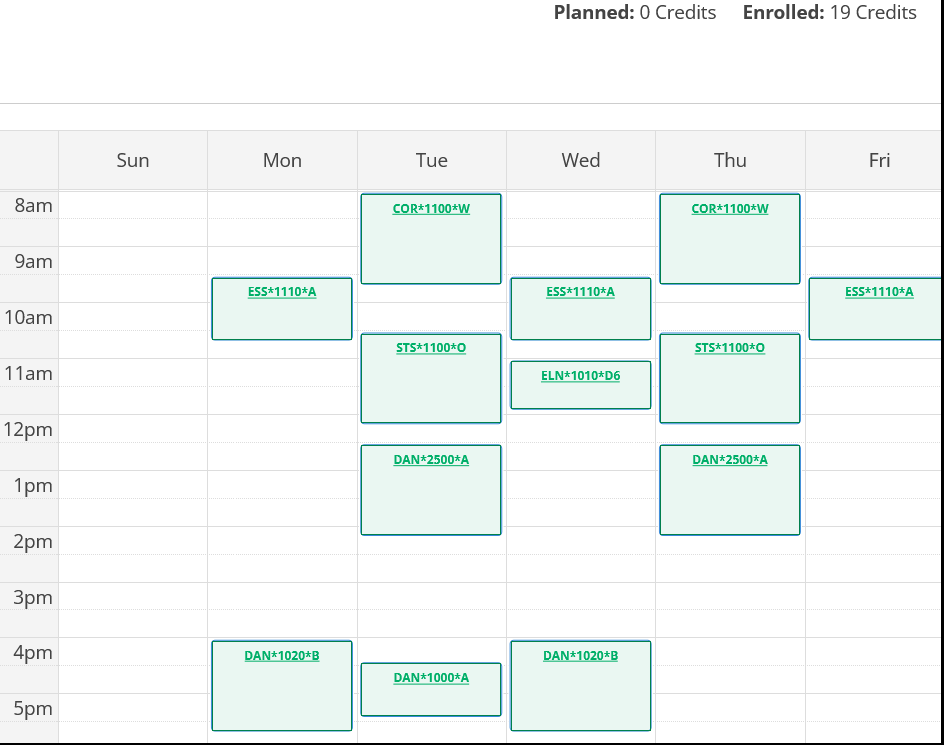 Planned: 0 Credits Enrolled: 19 Credits
Sun Mon Tue Wed Thu Fri
8am
COR*1100*W COR*1100*W
9am
ESS*1110*A ESS*1110*A ESS*1110*A
10am
STS*1100*O STS*1100*O
11am
ELN*1010*D6
12pm
DAN*2500*A DAN*2500*A
1pm
2pm
3pm
4pm
DAN*1020*B DAN*1020*B
DAN*1000*A
5pm